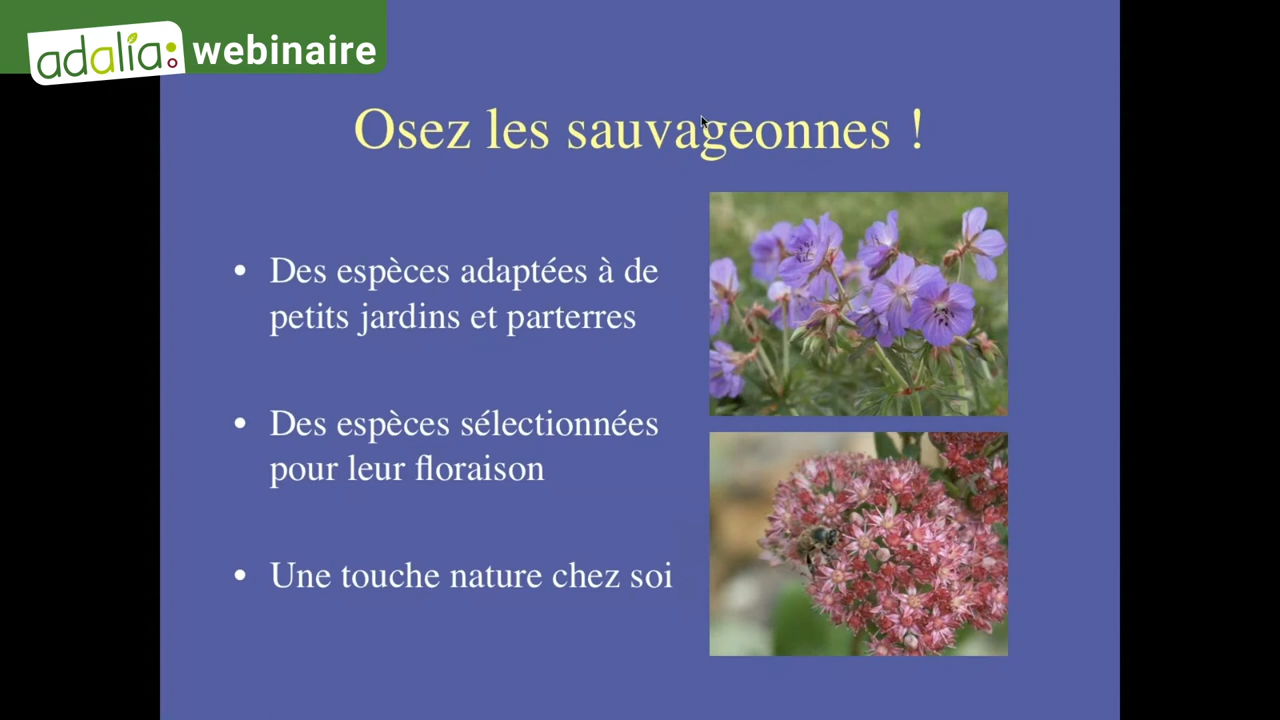 adalia: webinaire
Osez les sauvageonnes !
• Des espèces adaptées à de
petits jardins et parterres
• Des espèces sélectionnées
pour leur floraison
• Une touche nature chez soi